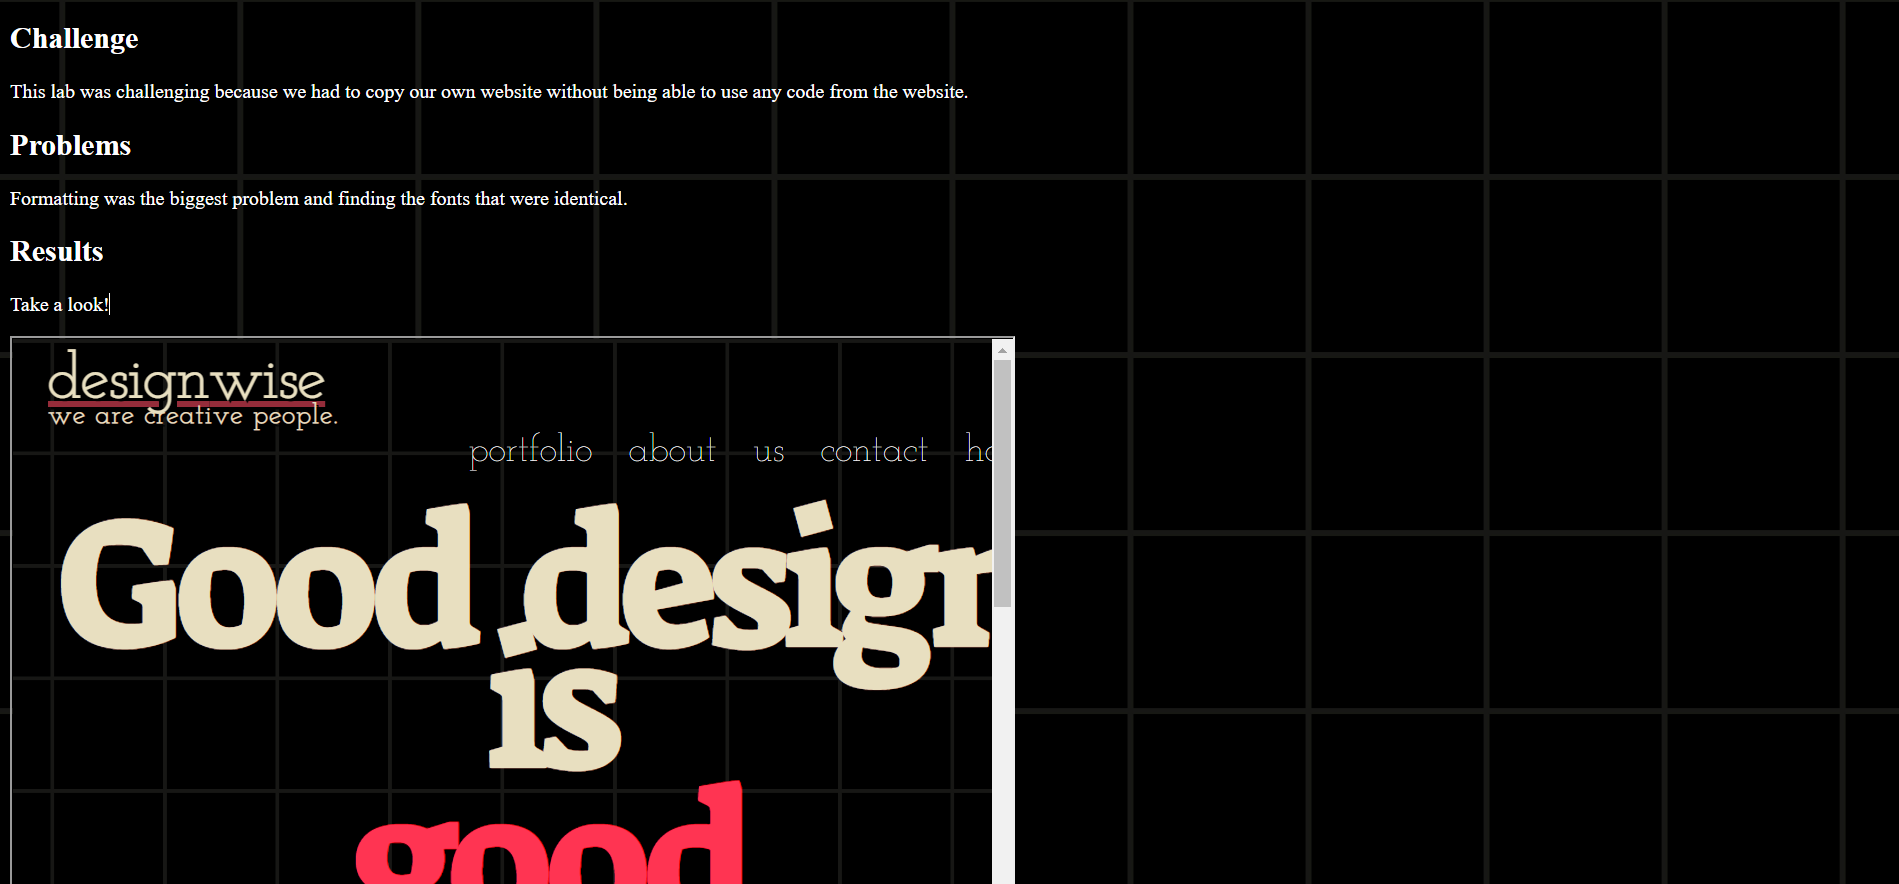 Challenge
This lab was challenging because we had to copy our own website without being able to use any code from the website.
Problems
Formatting was the biggest problem and finding the fonts that were identical.
Results
Take a look!
designwise
we are creative people.
portfolio about us contact ho
Good design
is
good